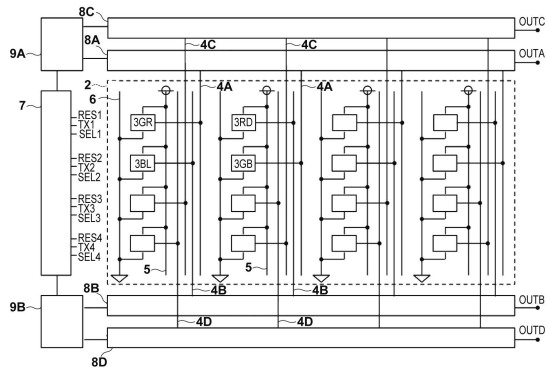 8C
OUTC
9A
8A
4C
4C
OUTA
2
6
4A
4A
7
RES1
TX1
SEL1
3GR
3RD
RES2
TX2
SEL2
3BL
3GB
RES3
TX3
SEL3
RES4
TX4
SEL4
5
5
9B
8B
4B
4B
OUTB
4D
4D
OUTD
8D